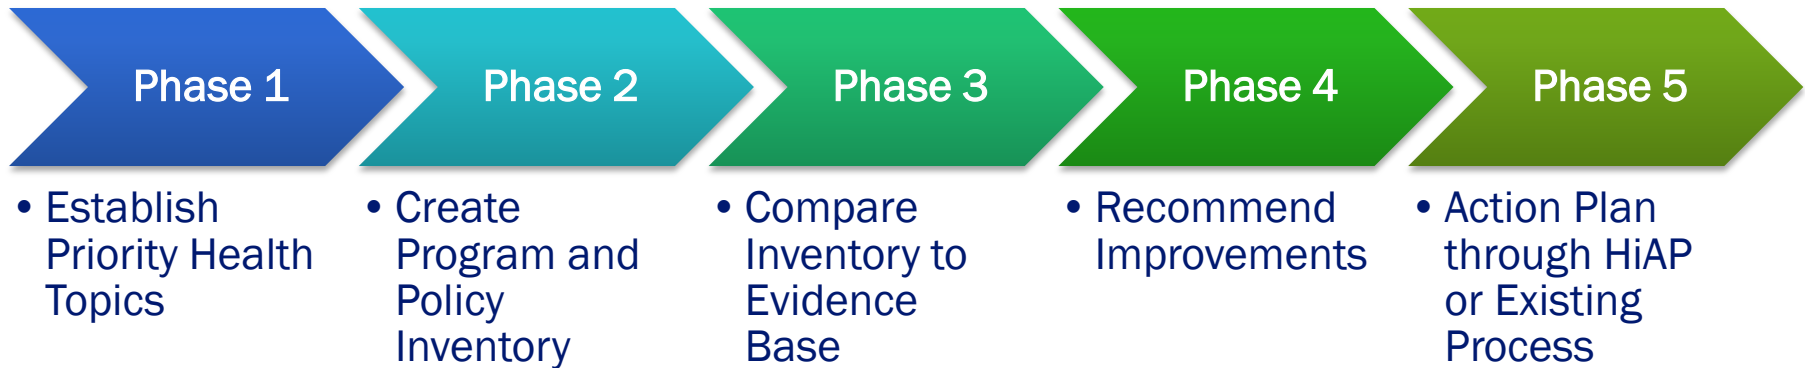 Phase 1
Phase 2
Phase 3
Phase 4
Phase 5
• Establish
Priority Health
Topics
• Create
Program and
Policy
Inventory
• Compare
Inventory to
Evidence
Base
• Recommend
Improvements
• Action Plan
through HiAP
or Existing
Process